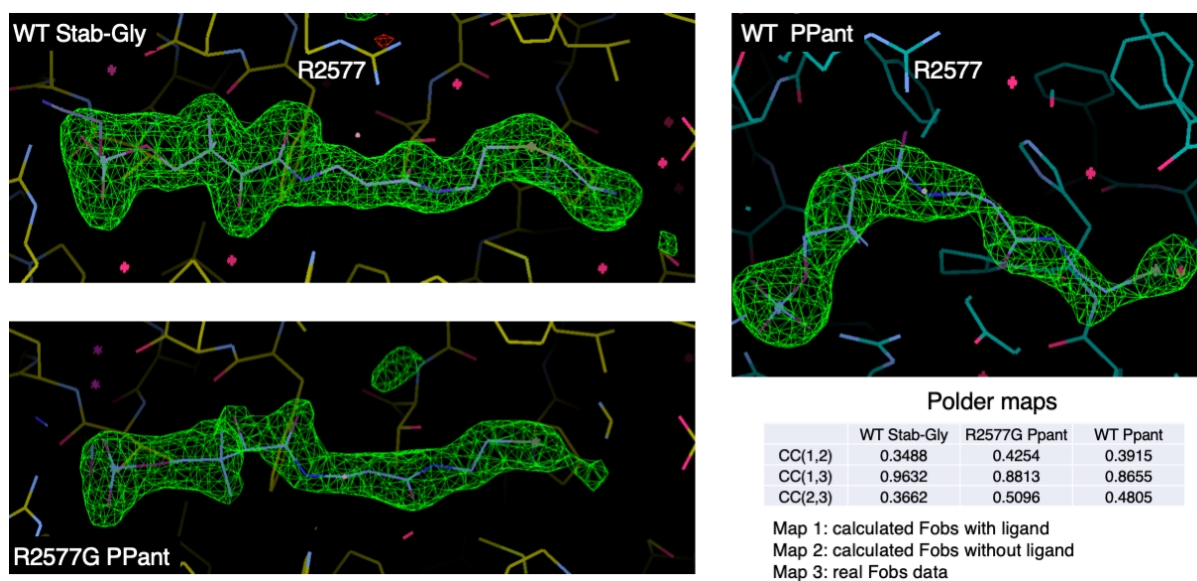 WT Stab-Gly
R2577
WT PPant
R2577
R2577G PPant
Polder maps
WT Stab-Gly R2577G Ppant WT Ppant
CC(1,2) 0.3488 0.4254 0.3915
CC(1,3) 0.9632 0.8813 0.8655
CC(2,3) 0.3662 0.5096 0.4805
Map 1: calculated Fobs with ligand
Map 2: calculated Fobs without ligand
Map 3: real Fobs data